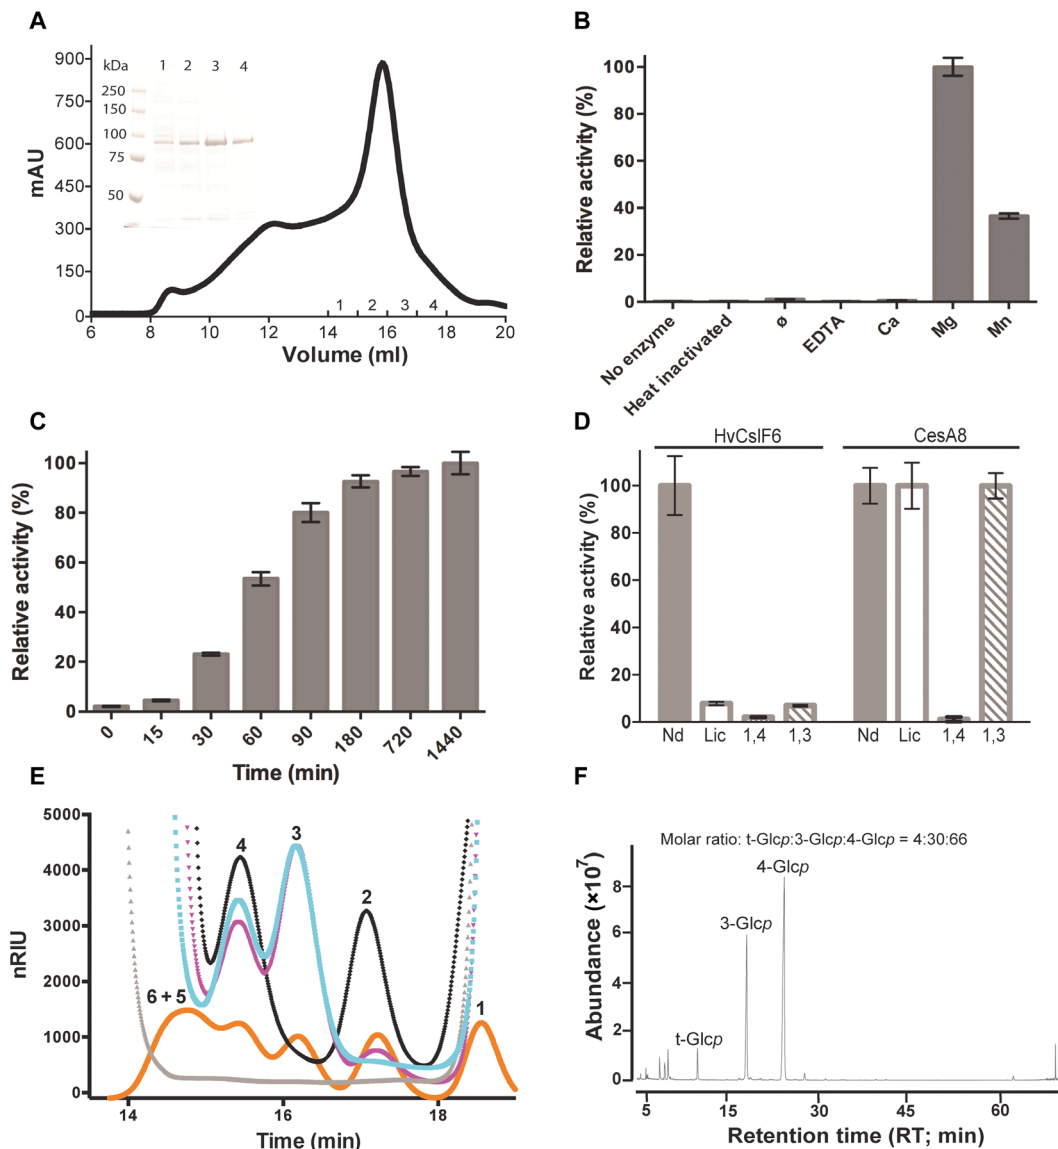 A
kDa 1 2 3 4
250
150
100
75
50
900
750
600
450
300
150
0
mAU
1 2 3 4
6 8 10 12 14 16 18 20
Volume (ml)
B
Relative activity (%)
100
80
60
40
20
0
No enzyme
Heat inactivated
ø
EDTA
Ca
Mg
Mn
C
Relative activity (%)
100
80
60
40
20
0
0 15 30 60 90 180 720 1440
Time (min)
D
HvCslF6 CesA8
Relative activity (%)
100
80
60
40
20
0
Nd Lic 1,4 1,3 Nd Lic 1,4 1,3
E
nRIU
5000
4000
3000
2000
1000
0
6 + 5
4
3
2
1
14 16 18
Time (min)
F
Molar ratio: t-Glcp:3-Glcp:4-Glcp = 4:30:66
4-Glcp
3-Glcp
t-Glcp
Abundance (×10⁷)
8
6
4
2
0
5 15 30 45 60
Retention time (RT; min)